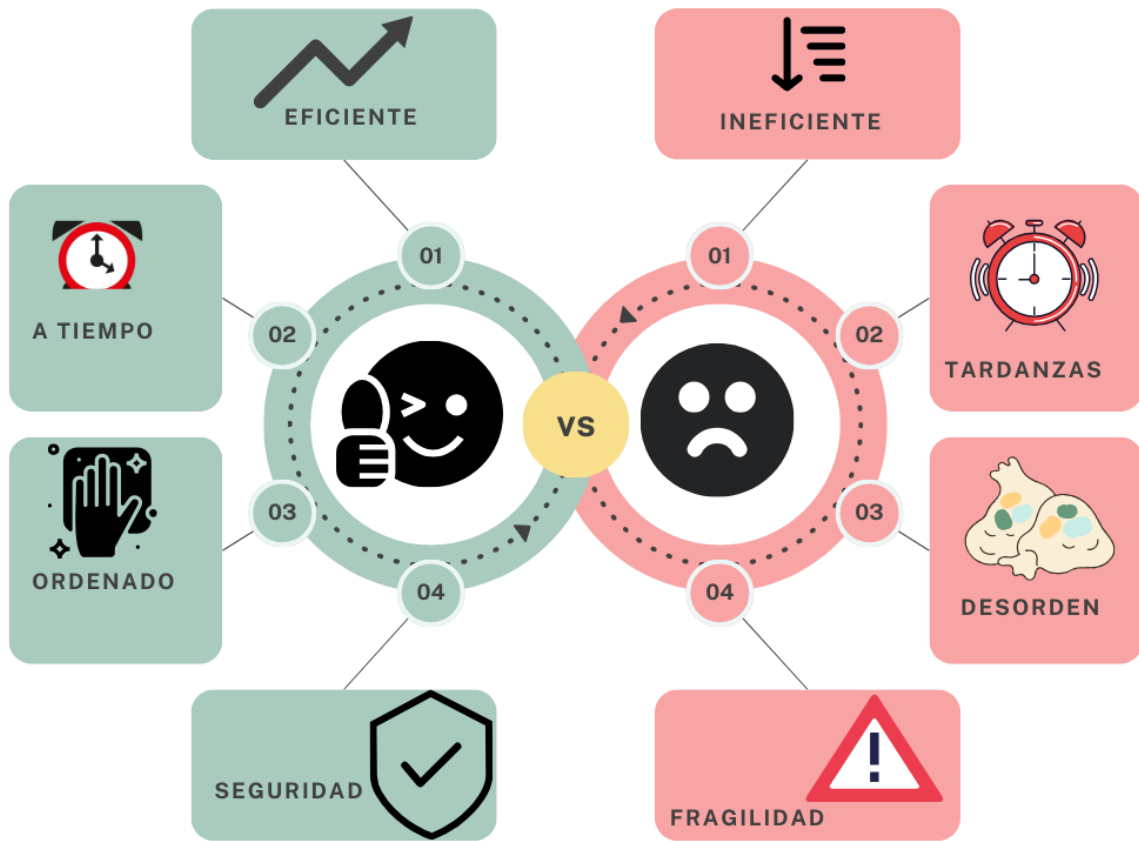 EFICIENTE
INEFICIENTE
01
01
A TIEMPO
02
02
TARDANZAS
VS
ORDENADO
03
03
DESORDEN
04
04
SEGURIDAD
FRAGILIDAD